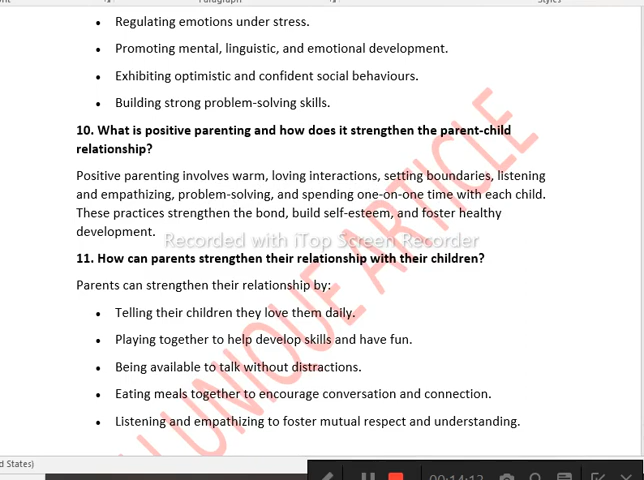 Paragraph
Styles
• Regulating emotions under stress.
• Promoting mental, linguistic, and emotional development.
• Exhibiting optimistic and confident social behaviours.
• Building strong problem-solving skills.
10. What is positive parenting and how does it strengthen the parent-child
relationship?
Positive parenting involves warm, loving interactions, setting boundaries, listening
and empathizing, problem-solving, and spending one-on-one time with each child.
These practices strengthen the bond, build self-esteem, and foster healthy
development.
Recorded with iTop Screen Recorder
11. How can parents strengthen their relationship with their children?
Parents can strengthen their relationship by:
• Telling their children they love them daily.
• Playing together to help develop skills and have fun.
• Being available to talk without distractions.
• Eating meals together to encourage conversation and connection.
• Listening and empathizing to foster mutual respect and understanding.
UNIQUE ARTICLE
d States)
00:14:12